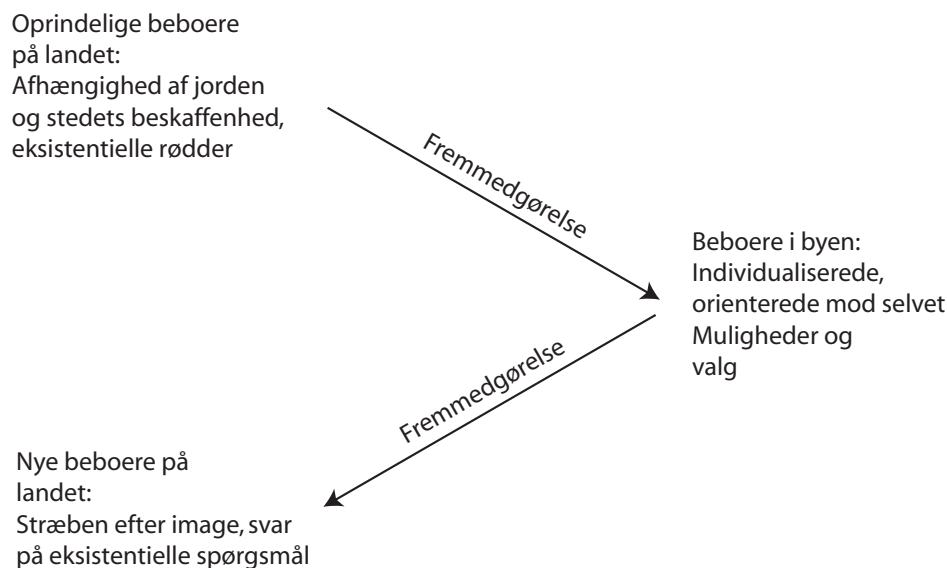 Oprindelige beboere
på landet:
Afhængighed af jorden
og stedets beskaffenhed,
eksistentielle rødder
Fremmedgørelse
Beboere i byen:
Individualiserede,
orienterede mod selvet
Muligheder og
valg
Fremmedgørelse
Nye beboere på
landet:
Stræben efter image, svar
på eksistentielle spørgsmål